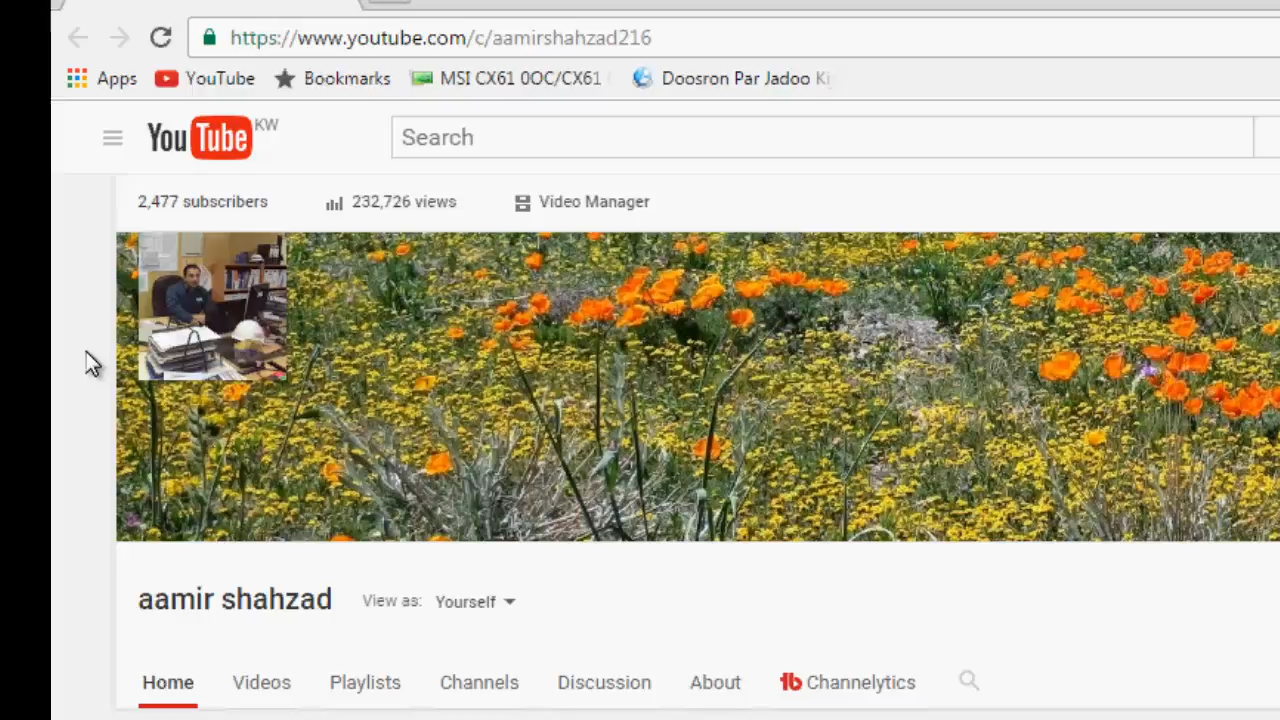 https://www.youtube.com/c/aamirshahzad216
Apps YouTube Bookmarks MSI CX61 0OC/CX61 Doosron Par Jadoo
YouTube KW Search
2,477 subscribers 232,726 views Video Manager
aamir shahzad View as: Yourself
Home Videos Playlists Channels Discussion About tb Channelytics